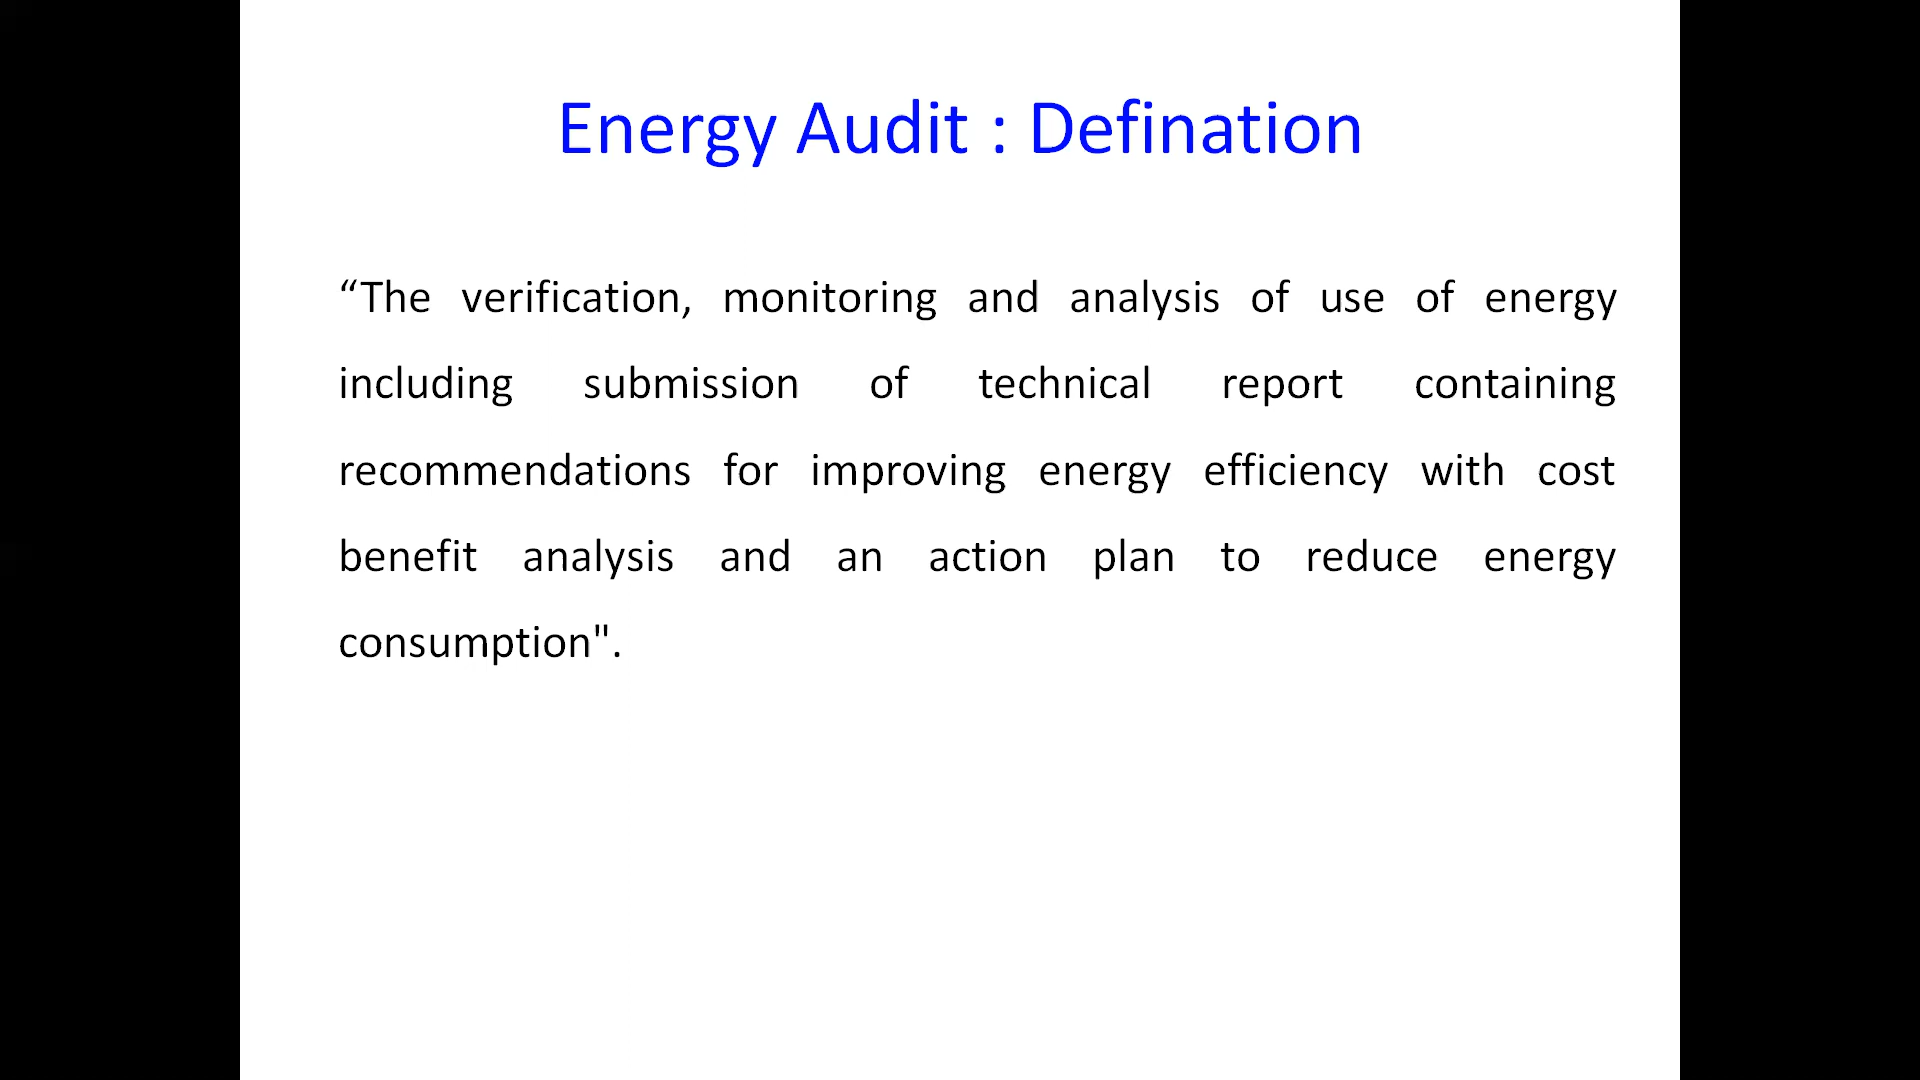 Energy Audit : Defination
“The verification, monitoring and analysis of use of energy
including submission of technical report containing
recommendations for improving energy efficiency with cost
benefit analysis and an action plan to reduce energy
consumption".